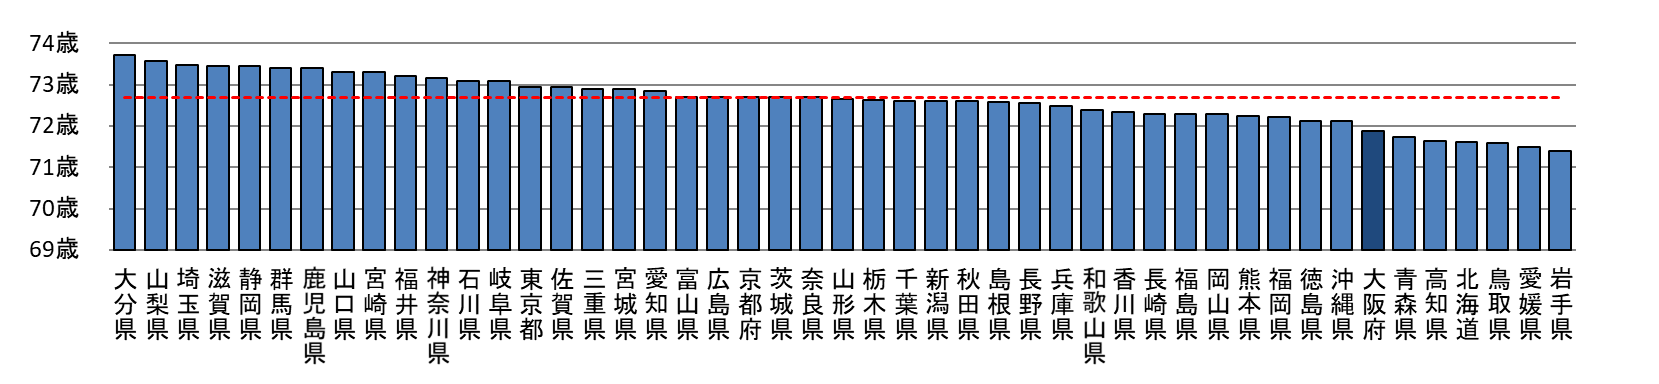 74歳
73歳
72歳
71歳
70歳
69歳
大分県
山梨県
埼玉県
滋賀県
静岡県
群馬県
鹿児島県
山口県
宮崎県
福井県
神奈川県
石川県
岐阜県
東京都
佐賀県
三重県
宮城県
愛知県
富山県
広島県
京都府
茨城県
奈良県
山形県
栃木県
千葉県
新潟県
秋田県
島根県
長野県
兵庫県
和歌山県
香川県
長崎県
福島県
岡山県
熊本県
福岡県
徳島県
沖縄県
大阪府
青森県
高知県
北海道
鳥取県
愛媛県
岩手県